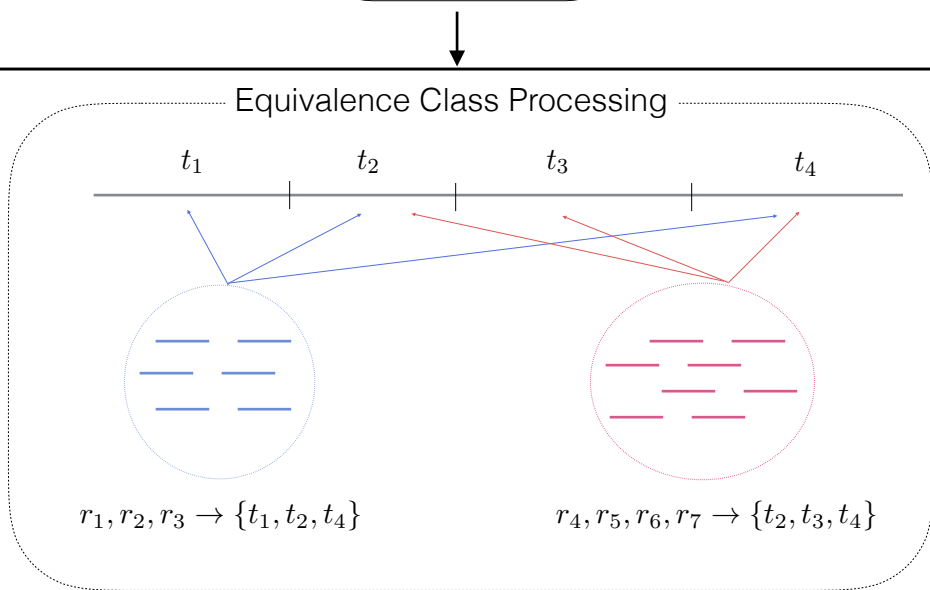 Equivalence Class Processing
t₁ t₂ t₃ t₄
r₁, r₂, r₃ → {t₁, t₂, t₄}
r₄, r₅, r₆, r₇ → {t₂, t₃, t₄}